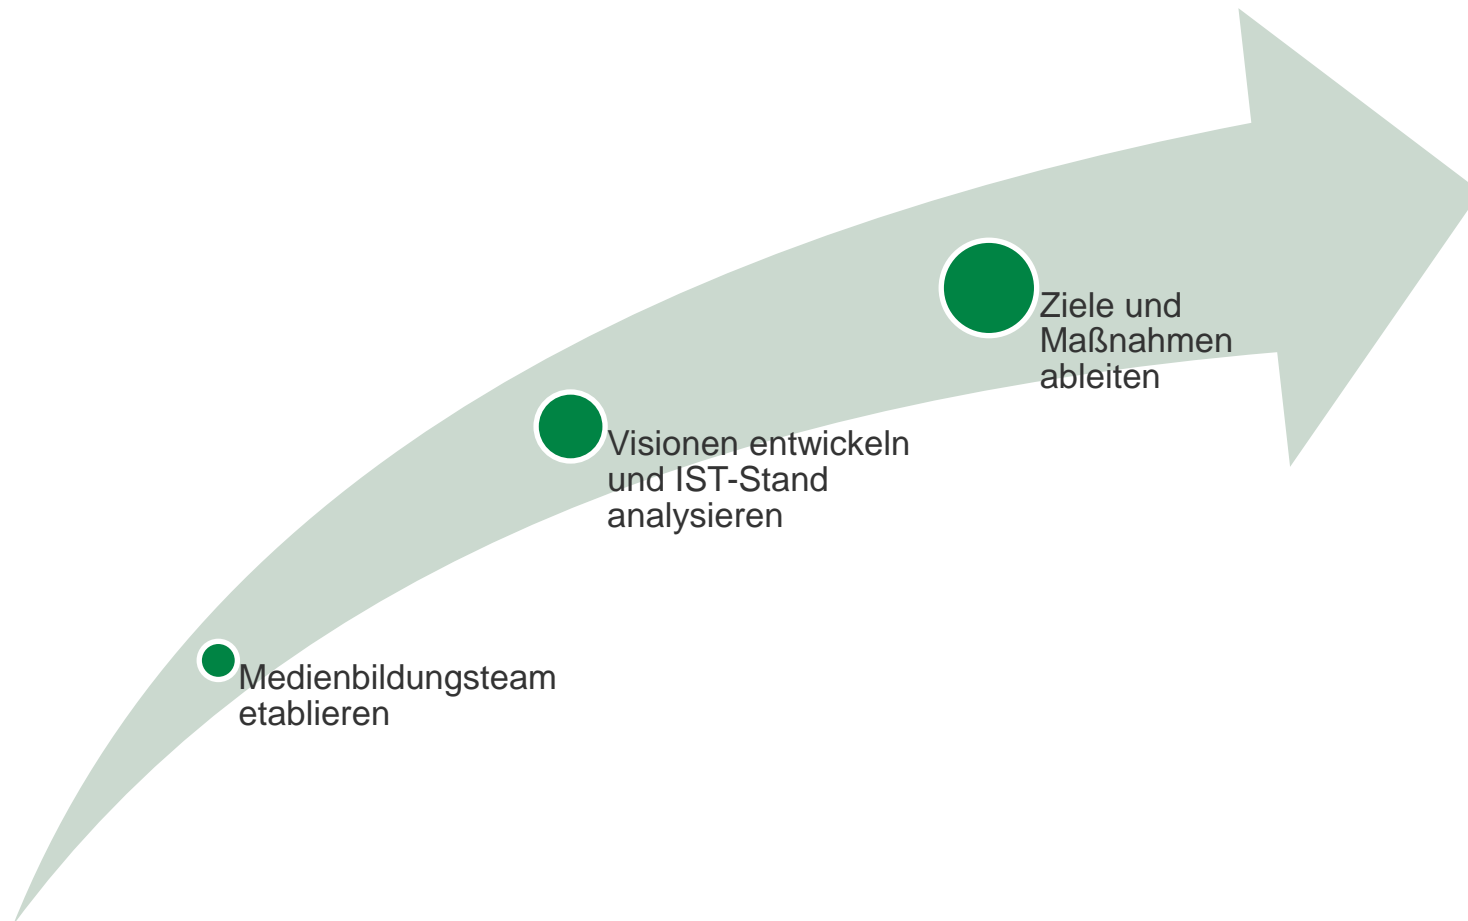 Ziele und
Maßnahmen
ableiten
Visionen entwickeln
und IST-Stand
analysieren
Medienbildungsteam
etablieren